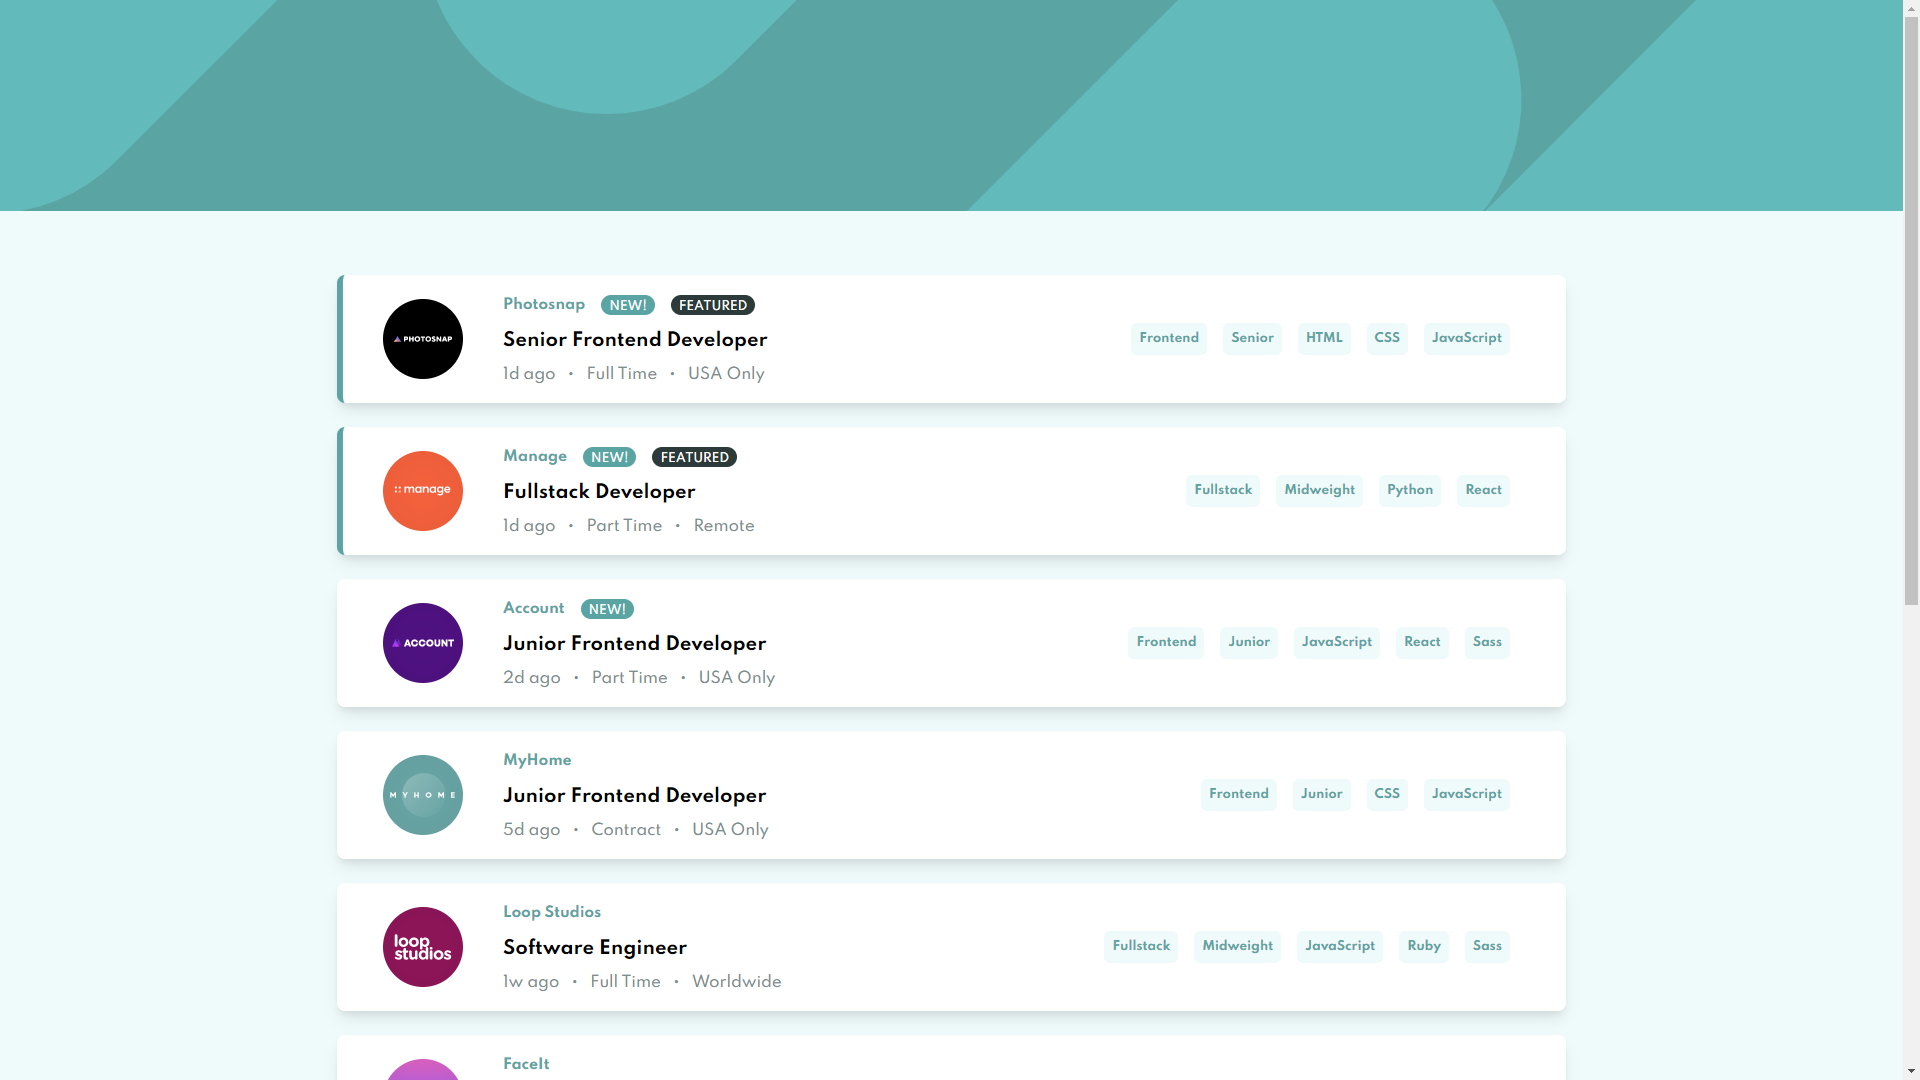 PHOTOSNAP
Photosnap NEW! FEATURED
Senior Frontend Developer
1d ago • Full Time • USA Only
Frontend Senior HTML CSS JavaScript
manage
Manage NEW! FEATURED
Fullstack Developer
1d ago • Part Time • Remote
Fullstack Midweight Python React
ACCOUNT
Account NEW!
Junior Frontend Developer
2d ago • Part Time • USA Only
Frontend Junior JavaScript React Sass
MYHOME
MyHome
Junior Frontend Developer
5d ago • Contract • USA Only
Frontend Junior CSS JavaScript
loop
studios
Loop Studios
Software Engineer
1w ago • Full Time • Worldwide
Fullstack Midweight JavaScript Ruby Sass
FaceIt